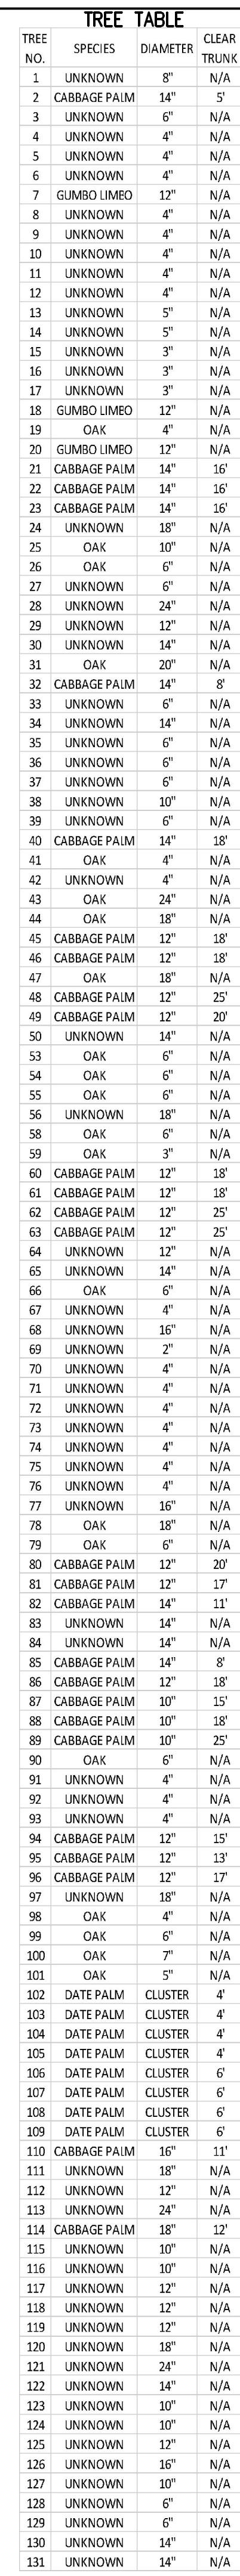 TREE TABLE
TREE NO. SPECIES DIAMETER CLEAR TRUNK
1 UNKNOWN 8" N/A
2 CABBAGE PALM 14" 5'
3 UNKNOWN 6" N/A
4 UNKNOWN 4" N/A
5 UNKNOWN 4" N/A
6 UNKNOWN 4" N/A
7 GUMBO LIMEO 12" N/A
8 UNKNOWN 4" N/A
9 UNKNOWN 4" N/A
10 UNKNOWN 4" N/A
11 UNKNOWN 4" N/A
12 UNKNOWN 4" N/A
13 UNKNOWN 5" N/A
14 UNKNOWN 5" N/A
15 UNKNOWN 3" N/A
16 UNKNOWN 3" N/A
17 UNKNOWN 3" N/A
18 GUMBO LIMEO 12" N/A
19 OAK 4" N/A
20 GUMBO LIMEO 12" N/A
21 CABBAGE PALM 14" 16'
22 CABBAGE PALM 14" 16'
23 CABBAGE PALM 14" 16'
24 UNKNOWN 18" N/A
25 OAK 10" N/A
26 OAK 6" N/A
27 UNKNOWN 6" N/A
28 UNKNOWN 24" N/A
29 UNKNOWN 12" N/A
30 UNKNOWN 14" N/A
31 OAK 20" N/A
32 CABBAGE PALM 14" 8'
33 UNKNOWN 6" N/A
34 UNKNOWN 14" N/A
35 UNKNOWN 6" N/A
36 UNKNOWN 6" N/A
37 UNKNOWN 6" N/A
38 UNKNOWN 10" N/A
39 UNKNOWN 6" N/A
40 CABBAGE PALM 14" 18'
41 OAK 4" N/A
42 UNKNOWN 4" N/A
43 OAK 24" N/A
44 OAK 18" N/A
45 CABBAGE PALM 12" 18'
46 CABBAGE PALM 12" 18'
47 OAK 18" N/A
48 CABBAGE PALM 12" 25'
49 CABBAGE PALM 12" 20'
50 UNKNOWN 14" N/A
53 OAK 6" N/A
54 OAK 6" N/A
55 OAK 6" N/A
56 UNKNOWN 18" N/A
58 OAK 6" N/A
59 OAK 3" N/A
60 CABBAGE PALM 12" 18'
61 CABBAGE PALM 12" 18'
62 CABBAGE PALM 12" 25'
63 CABBAGE PALM 12" 25'
64 UNKNOWN 12" N/A
65 UNKNOWN 14" N/A
66 OAK 6" N/A
67 UNKNOWN 4" N/A
68 UNKNOWN 16" N/A
69 UNKNOWN 2" N/A
70 UNKNOWN 4" N/A
71 UNKNOWN 4" N/A
72 UNKNOWN 4" N/A
73 UNKNOWN 4" N/A
74 UNKNOWN 4" N/A
75 UNKNOWN 4" N/A
76 UNKNOWN 4" N/A
77 UNKNOWN 16" N/A
78 OAK 18" N/A
79 OAK 6" N/A
80 CABBAGE PALM 12" 20'
81 CABBAGE PALM 12" 17'
82 CABBAGE PALM 14" 11'
83 UNKNOWN 14" N/A
84 UNKNOWN 14" N/A
85 CABBAGE PALM 14" 8'
86 CABBAGE PALM 12" 18'
87 CABBAGE PALM 10" 15'
88 CABBAGE PALM 10" 18'
89 CABBAGE PALM 10" 25'
90 OAK 6" N/A
91 UNKNOWN 4" N/A
92 UNKNOWN 4" N/A
93 UNKNOWN 4" N/A
94 CABBAGE PALM 12" 15'
95 CABBAGE PALM 12" 13'
96 CABBAGE PALM 12" 17'
97 UNKNOWN 18" N/A
98 OAK 4" N/A
99 OAK 6" N/A
100 OAK 7" N/A
101 OAK 5" N/A
102 DATE PALM CLUSTER 4'
103 DATE PALM CLUSTER 4'
104 DATE PALM CLUSTER 4'
105 DATE PALM CLUSTER 4'
106 DATE PALM CLUSTER 6'
107 DATE PALM CLUSTER 6'
108 DATE PALM CLUSTER 6'
109 DATE PALM CLUSTER 6'
110 CABBAGE PALM 16" 11'
111 UNKNOWN 18" N/A
112 UNKNOWN 12" N/A
113 UNKNOWN 24" N/A
114 CABBAGE PALM 18" 12'
115 UNKNOWN 10" N/A
116 UNKNOWN 10" N/A
117 UNKNOWN 12" N/A
118 UNKNOWN 12" N/A
119 UNKNOWN 12" N/A
120 UNKNOWN 18" N/A
121 UNKNOWN 24" N/A
122 UNKNOWN 14" N/A
123 UNKNOWN 10" N/A
124 UNKNOWN 10" N/A
125 UNKNOWN 12" N/A
126 UNKNOWN 16" N/A
127 UNKNOWN 10" N/A
128 UNKNOWN 6" N/A
129 UNKNOWN 6" N/A
130 UNKNOWN 14" N/A
131 UNKNOWN 14" N/A